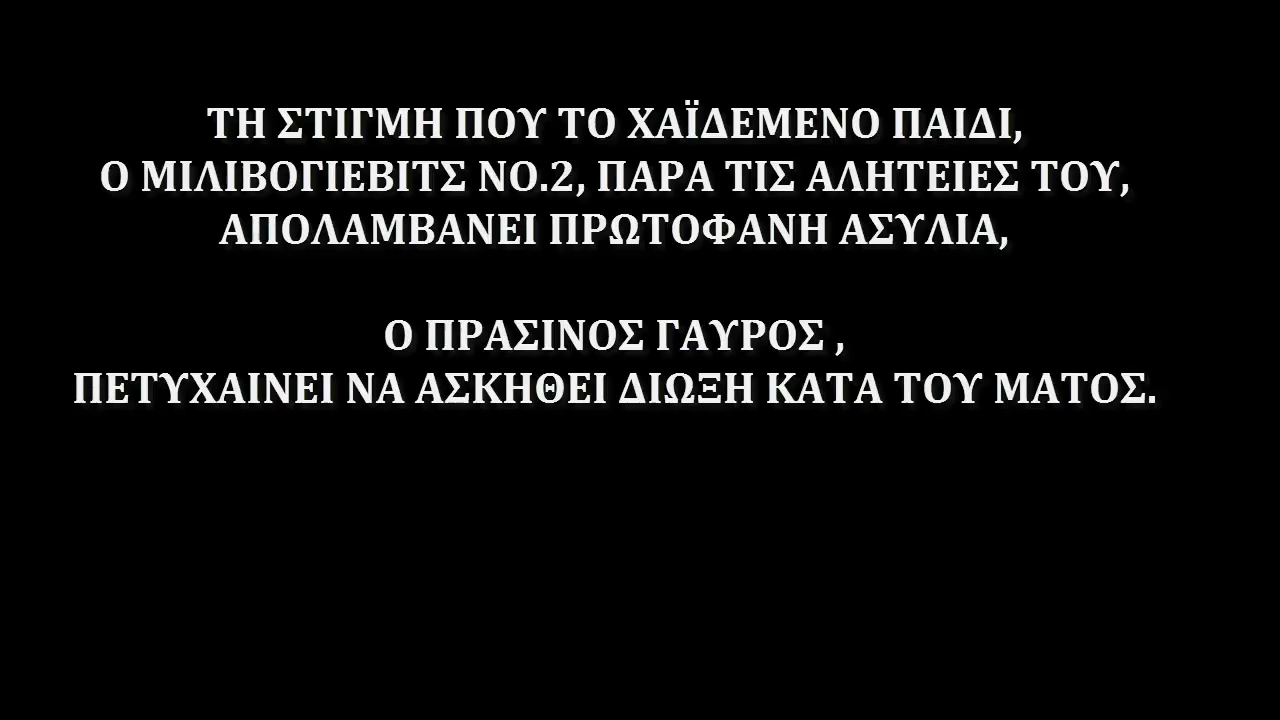 ΤΗ ΣΤΙΓΜΗ ΠΟΥ ΤΟ ΧΑΪΔΕΜΕΝΟ ΠΑΙΔΙ,
Ο ΜΙΛΙΒΟΓΙΕΒΙΤΣ ΝΟ.2, ΠΑΡΑ ΤΙΣ ΑΛΗΤΕΙΕΣ ΤΟΥ,
ΑΠΟΛΑΜΒΑΝΕΙ ΠΡΩΤΟΦΑΝΗ ΑΣΥΛΙΑ,
Ο ΠΡΑΣΙΝΟΣ ΓΑΥΡΟΣ ,
ΠΕΤΥΧΑΙΝΕΙ ΝΑ ΑΣΚΗΘΕΙ ΔΙΩΞΗ ΚΑΤΑ ΤΟΥ ΜΑΤΟΣ.